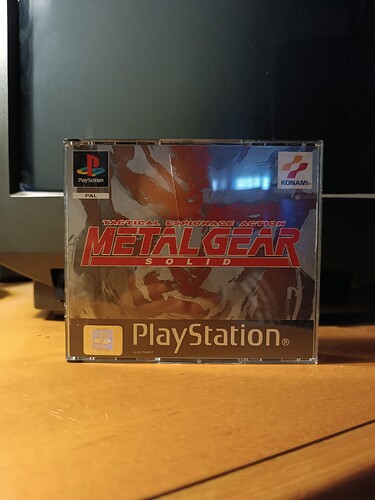 PlayStation
PAL
KONAMI
TACTICAL ESPIONAGE ACTION
METAL GEAR
SOLID
PlayStation®